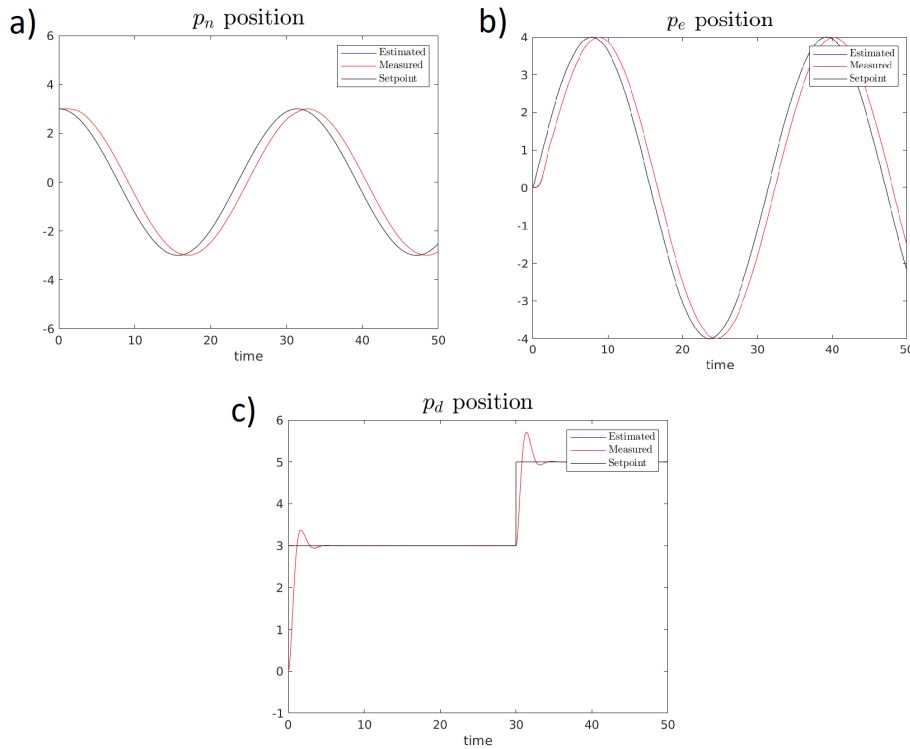 a)
p_n position
6
4
2
0
-2
-4
-6
0 10 20 30 40 50
time
Estimated
Measured
Setpoint
b)
p_e position
4
3
2
1
0
-1
-2
-3
-4
0 10 20 30 40 50
time
Estimated
Measured
Setpoint
c)
p_d position
6
5
4
3
2
1
0
-1
0 10 20 30 40 50
time
Estimated
Measured
Setpoint